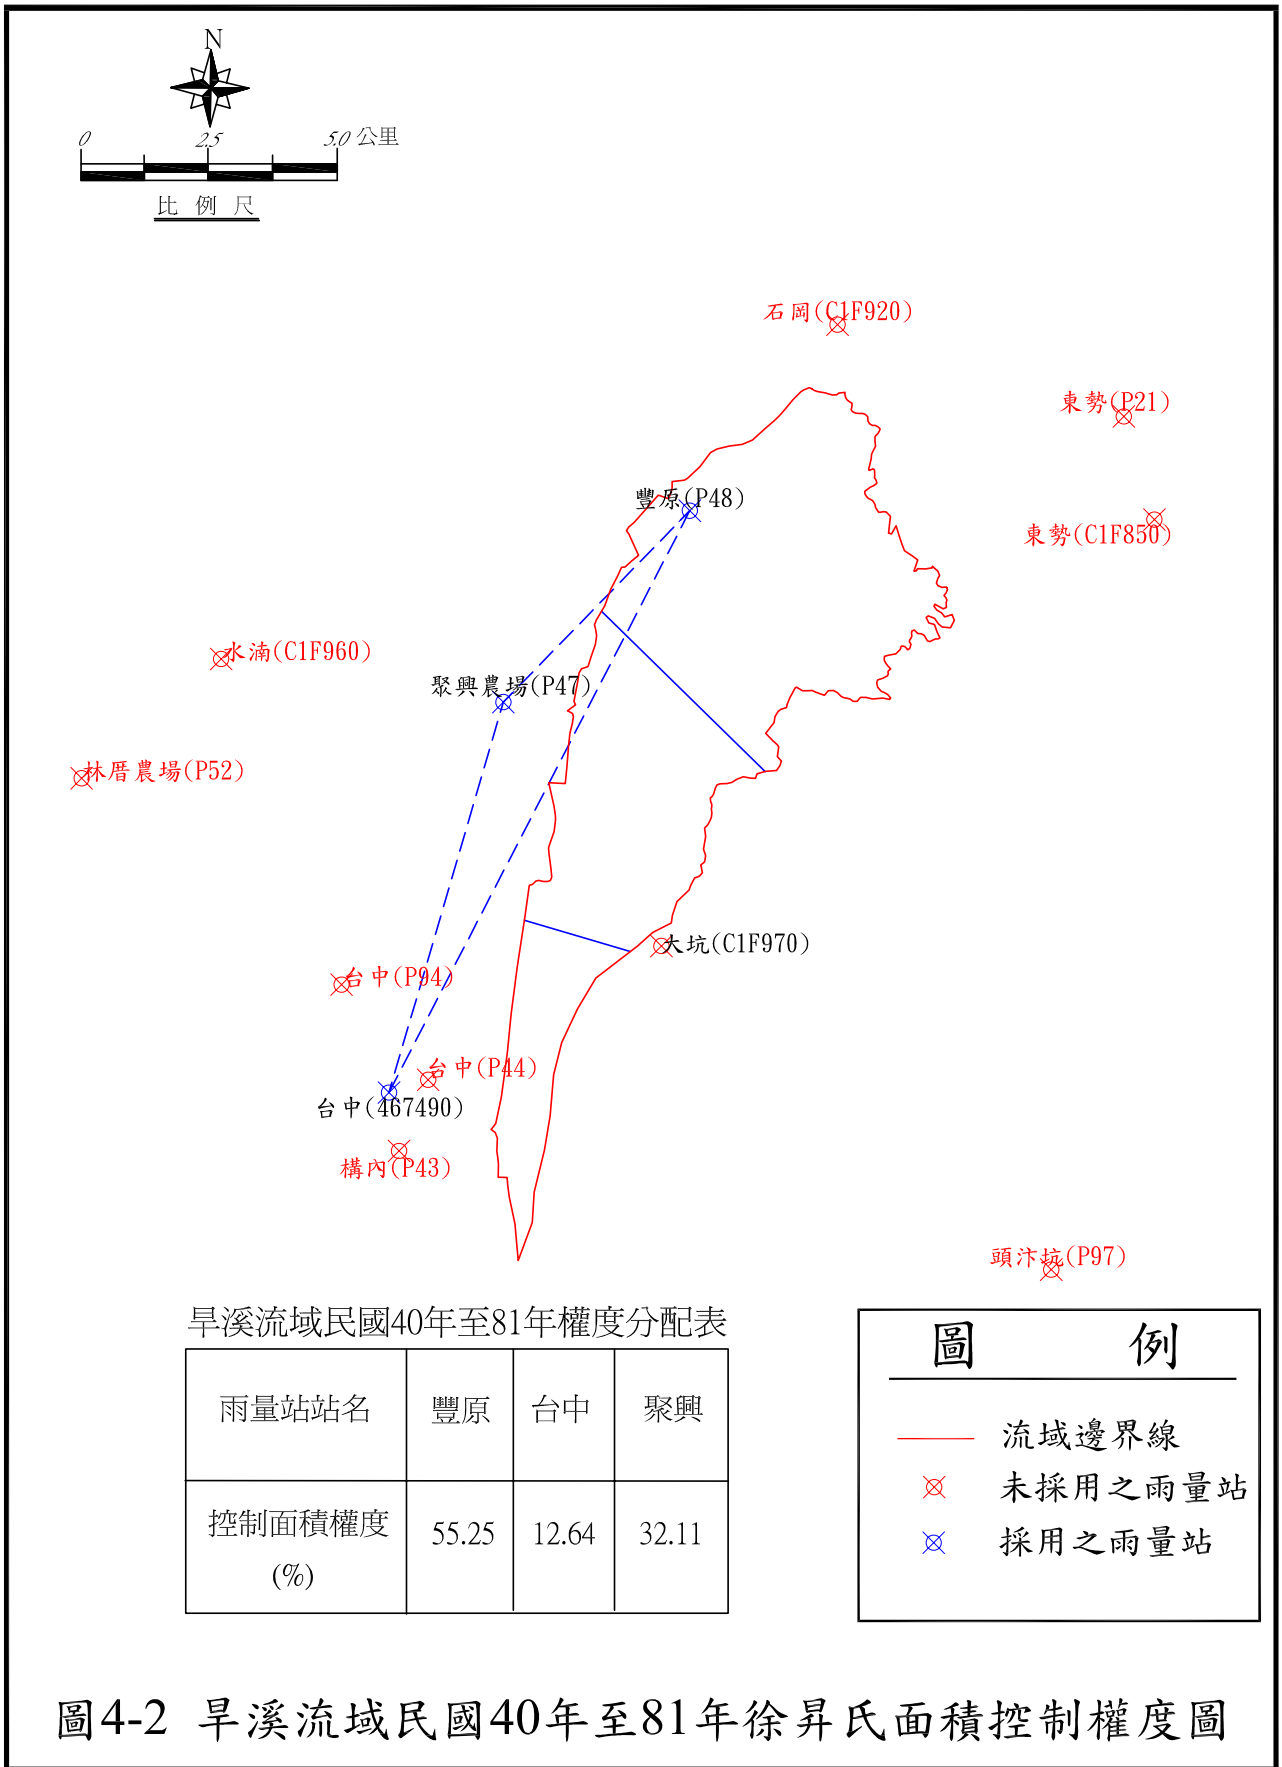 N
0 2.5 5.0 公里
比 例 尺
石岡(C1F920)
東勢(P21)
豐原(P48)
東勢(C1F850)
水湳(C1F960)
聚興農場(P47)
林厝農場(P52)
大坑(C1F970)
台中(P94)
台中(P44)
台中(467490)
構內(P43)
頭汴坑(P97)
旱溪流域民國40年至81年權度分配表
雨量站站名 豐原 台中 聚興
控制面積權度 55.25 12.64 32.11
(%)
圖 例
流域邊界線
未採用之雨量站
採用之雨量站
圖4-2 旱溪流域民國40年至81年徐昇氏面積控制權度圖